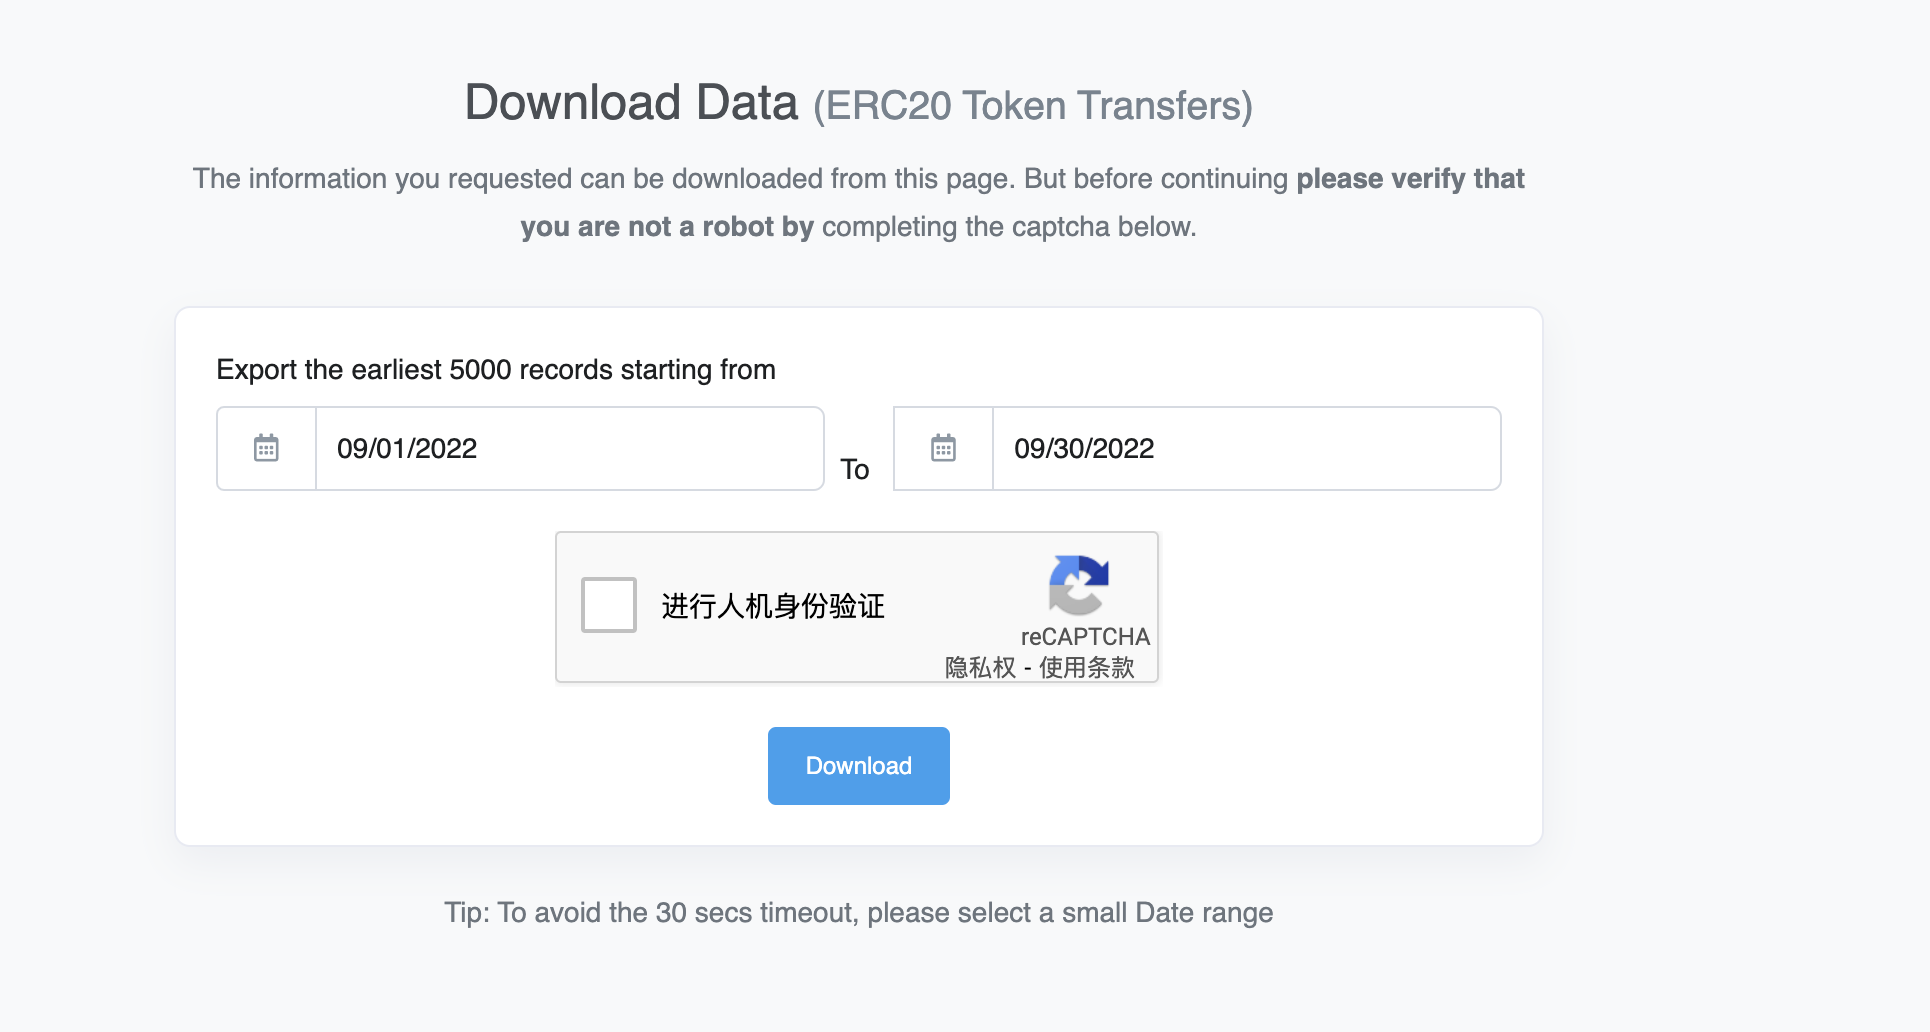 Download Data (ERC20 Token Transfers)
The information you requested can be downloaded from this page. But before continuing please verify that
you are not a robot by completing the captcha below.
Export the earliest 5000 records starting from
09/01/2022
To
09/30/2022
进行人机身份验证
reCAPTCHA
隐私权 - 使用条款
Download
Tip: To avoid the 30 secs timeout, please select a small Date range